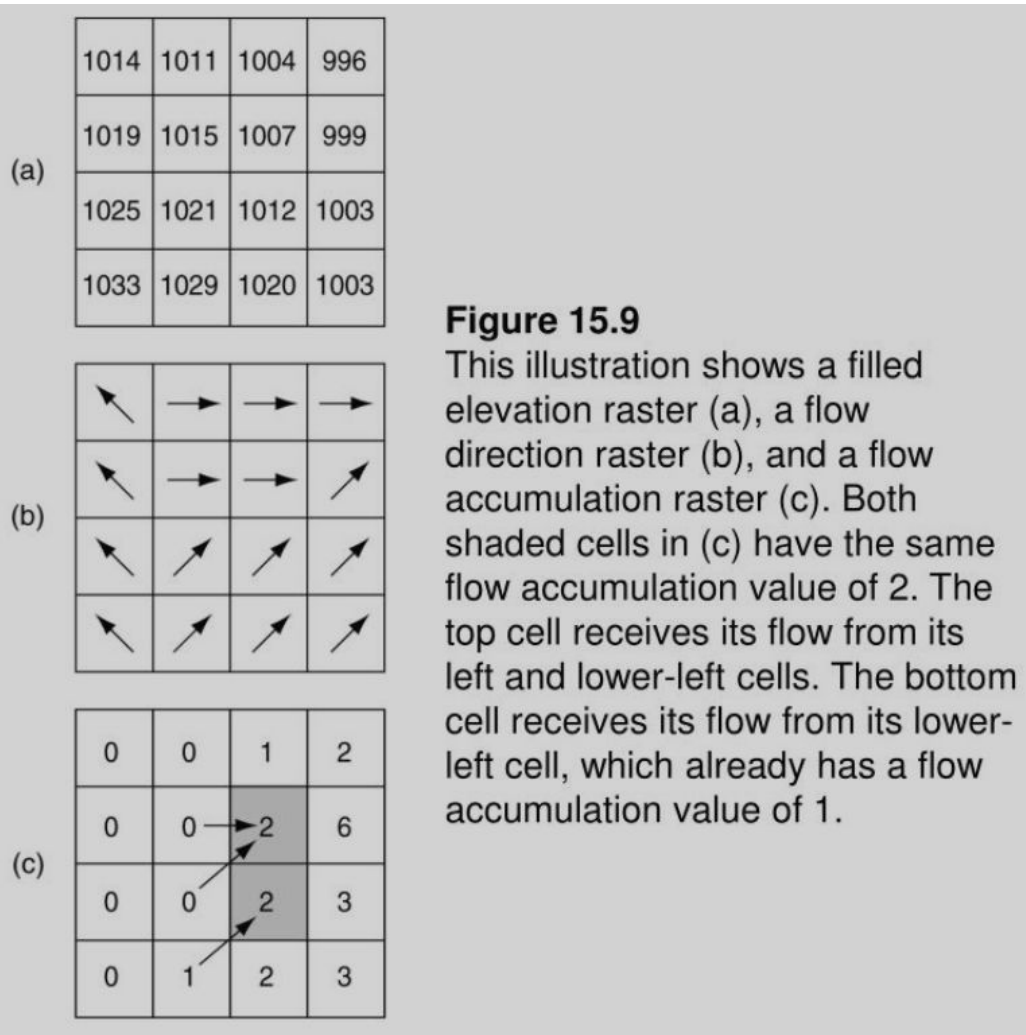 1014 1011 1004 996
1019 1015 1007 999
(a)
1025 1021 1012 1003
1033 1029 1020 1003
(b)
0 0 1 2
0 0 2 6
(c)
0 0 2 3
0 1 2 3
Figure 15.9
This illustration shows a filled
elevation raster (a), a flow
direction raster (b), and a flow
accumulation raster (c). Both
shaded cells in (c) have the same
flow accumulation value of 2. The
top cell receives its flow from its
left and lower-left cells. The bottom
cell receives its flow from its lower-
left cell, which already has a flow
accumulation value of 1.